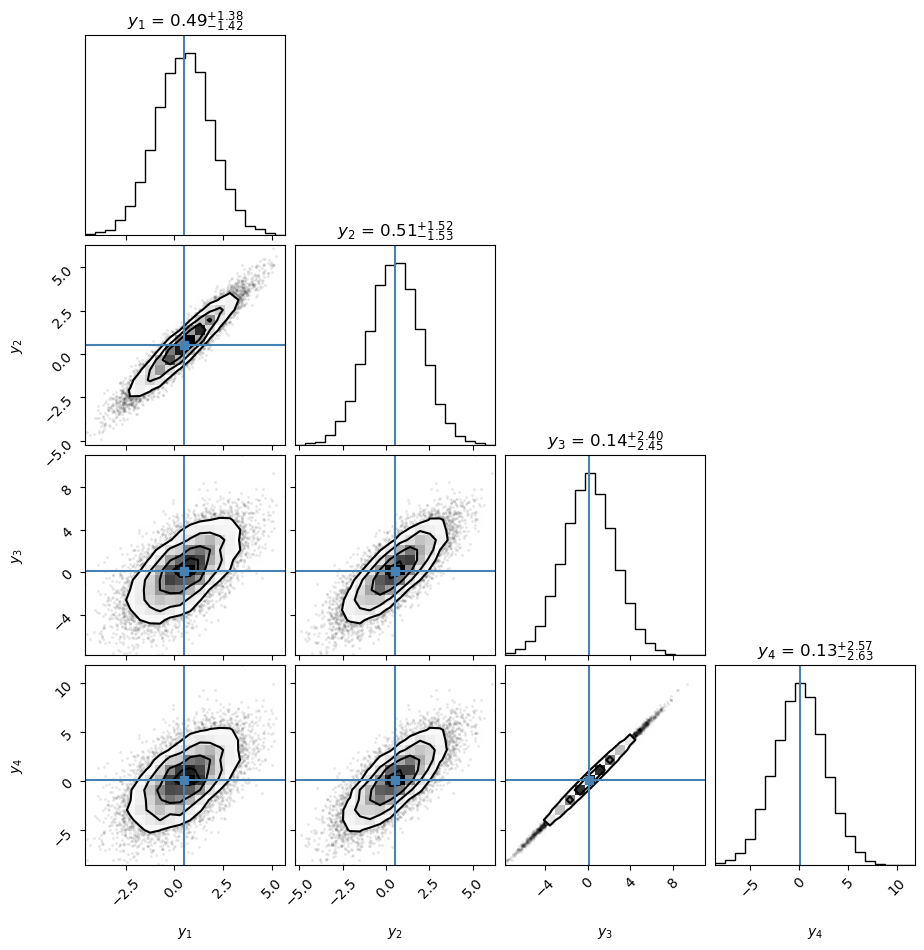 y₁ = 0.49⁺¹·³⁸₋₁.₄₂
y₂ = 0.51⁺¹·⁵²₋₁.₅₃
5.0
2.5
0.0
−2.5
−5.0
y₂
y₃ = 0.14⁺²·⁴⁰₋₂.₄₅
8
4
0
−4
y₃
y₄ = 0.13⁺²·⁵⁷₋₂.₆₃
10
5
0
−5
y₄
−2.5 0.0 2.5 5.0 −5.0 −2.5 0.0 2.5 5.0 −4 0 4 8 −5 0 5 10
y₁ y₂ y₃ y₄